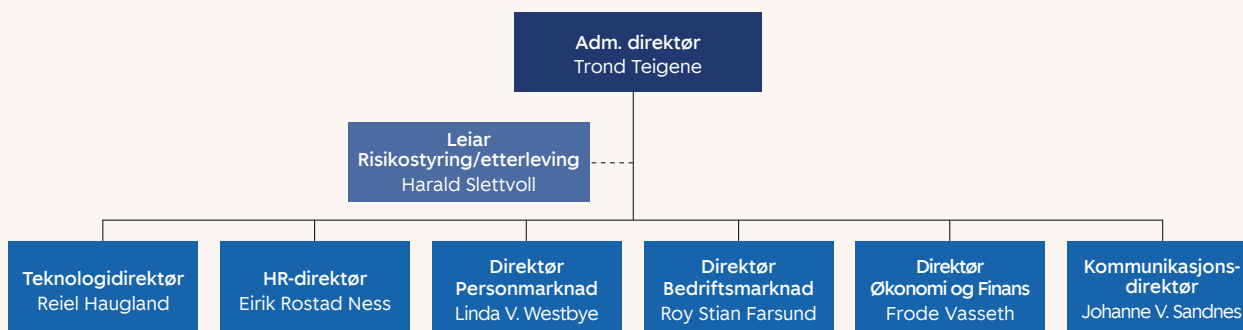 Adm. direktør
Trond Teigene
Leiar
Risikostyring/etterleving
Harald Slettvoll
Teknologidirektør
Reiel Haugland
HR-direktør
Eirik Rostad Ness
Direktør
Personmarknad
Linda V. Westbye
Direktør
Bedriftsmarknad
Roy Stian Farsund
Direktør
Økonomi og Finans
Frode Vasseth
Kommunikasjons-
direktør
Johanne V. Sandnes